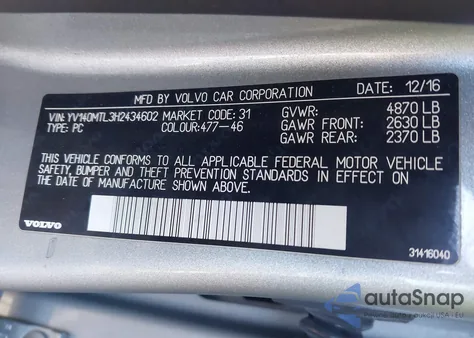 MFD BY VOLVO CAR CORPORATION DATE: 12/16
VIN: YV140MTL3H2434602 MARKET CODE: 31 GVWR: 4870 LB
TYPE: PC COLOUR:477-46 GAWR FRONT: 2630 LB
GAWR REAR: 2370 LB
THIS VEHICLE CONFORMS TO ALL APPLICABLE FEDERAL MOTOR VEHICLE
SAFETY, BUMPER AND THEFT PREVENTION STANDARDS IN EFFECT
ON THE DATE OF MANUFACTURE SHOWN ABOVE.
VOLVO 31416040
autoSnap